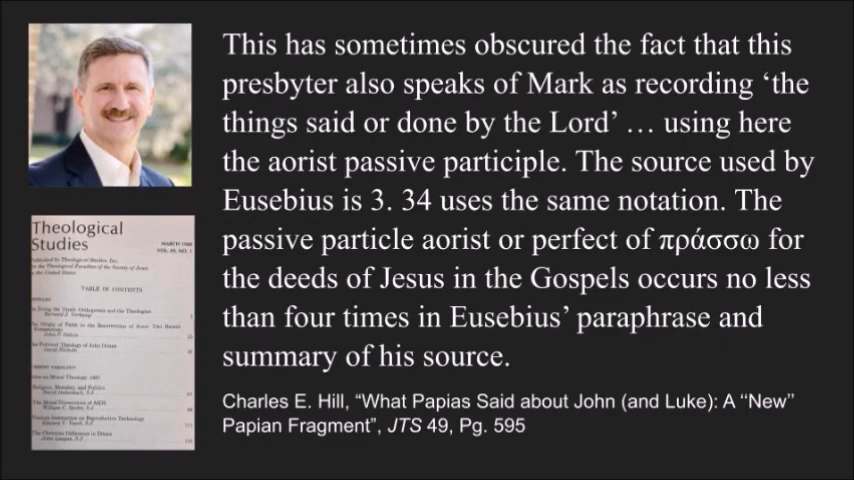 This has sometimes obscured the fact that this
presbyter also speaks of Mark as recording ‘the
things said or done by the Lord’ … using here
the aorist passive participle. The source used by
Eusebius is 3. 34 uses the same notation. The
passive particle aorist or perfect of πράσσω for
the deeds of Jesus in the Gospels occurs no less
than four times in Eusebius’ paraphrase and
summary of his source.
Charles E. Hill, “What Papias Said about John (and Luke): A “New”
Papian Fragment”, JTS 49, Pg. 595
Theological
Studies
MARCH
VOL. 49, NO. 1
TABLE OF CONTENTS